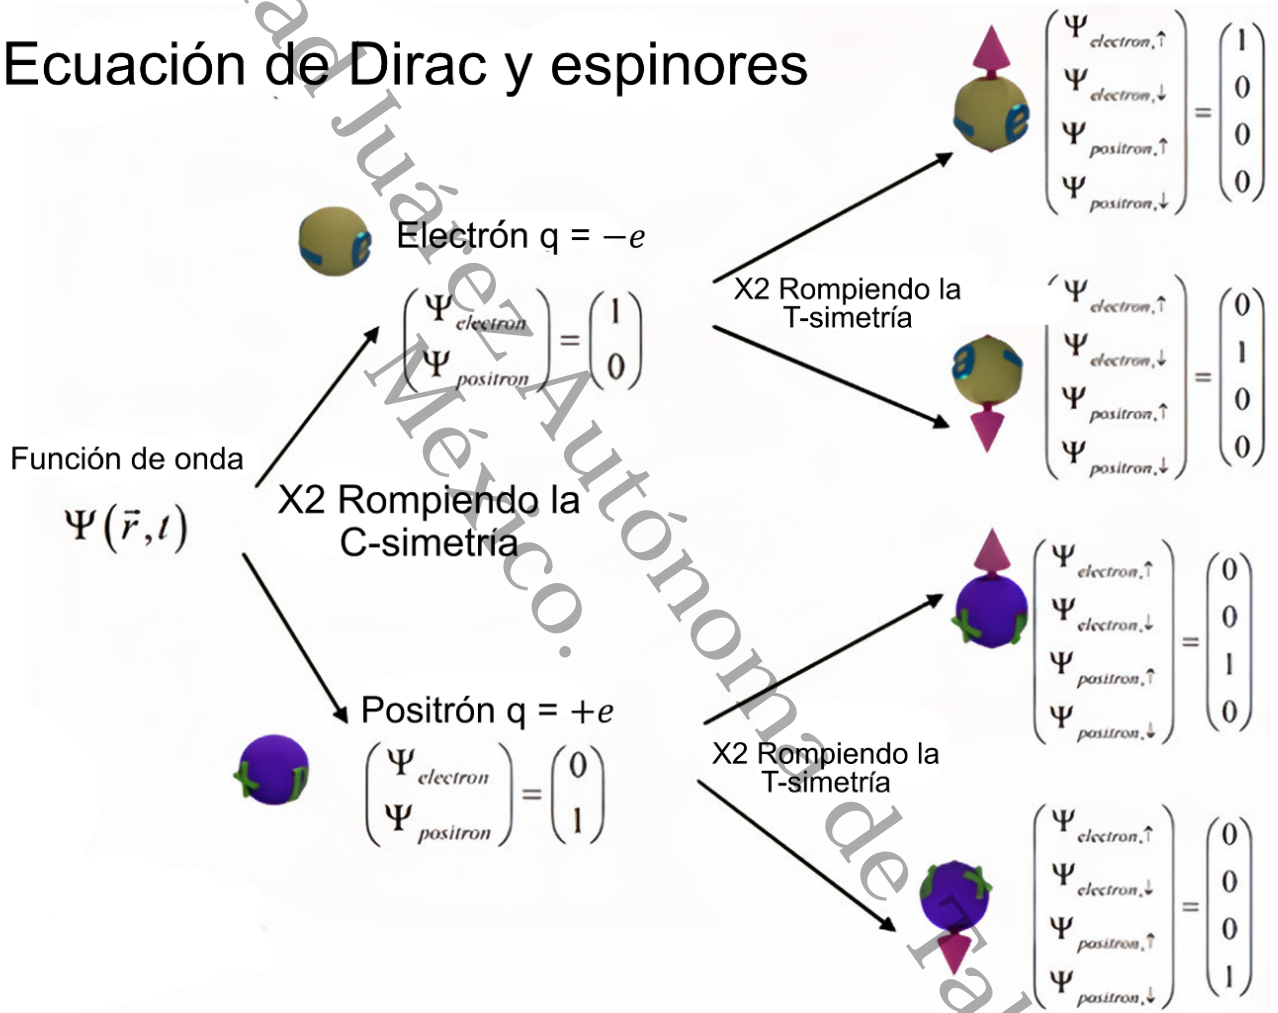 Ecuación de Dirac y espinores
Función de onda
Ψ(r⃗,t)
X2 Rompiendo la
C-simetría
Electrón q = −e
Ψ electron
Ψ positron
=
1
0
Positrón q = +e
Ψ electron
Ψ positron
=
0
1
X2 Rompiendo la
T-simetría
X2 Rompiendo la
T-simetría
Ψ electron,↑
Ψ electron,↓
Ψ positron,↑
Ψ positron,↓
=
1
0
0
0
Ψ electron,↑
Ψ electron,↓
Ψ positron,↑
Ψ positron,↓
=
0
1
0
0
Ψ electron,↑
Ψ electron,↓
Ψ positron,↑
Ψ positron,↓
=
0
0
1
0
Ψ electron,↑
Ψ electron,↓
Ψ positron,↑
Ψ positron,↓
=
0
0
0
1
Juárez Autónoma de
México.